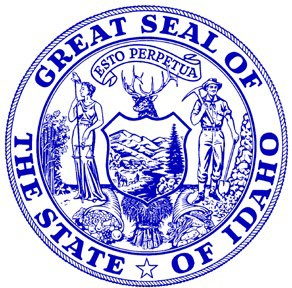 GREAT SEAL OF
THE STATE OF IDAHO
ESTO PERPETUA